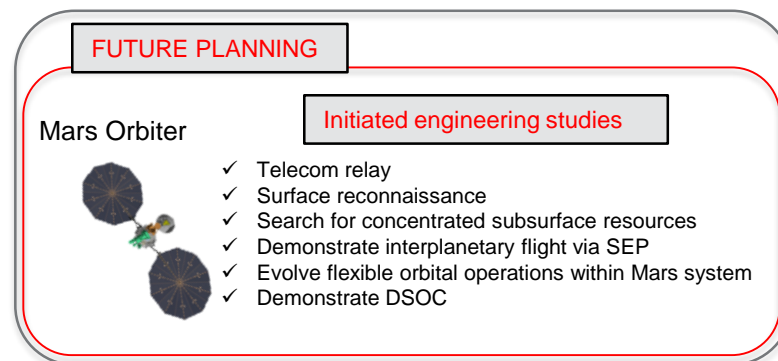 FUTURE PLANNING
Initiated engineering studies
Mars Orbiter
✓ Telecom relay
✓ Surface reconnaissance
✓ Search for concentrated subsurface resources
✓ Demonstrate interplanetary flight via SEP
✓ Evolve flexible orbital operations within Mars system
✓ Demonstrate DSOC